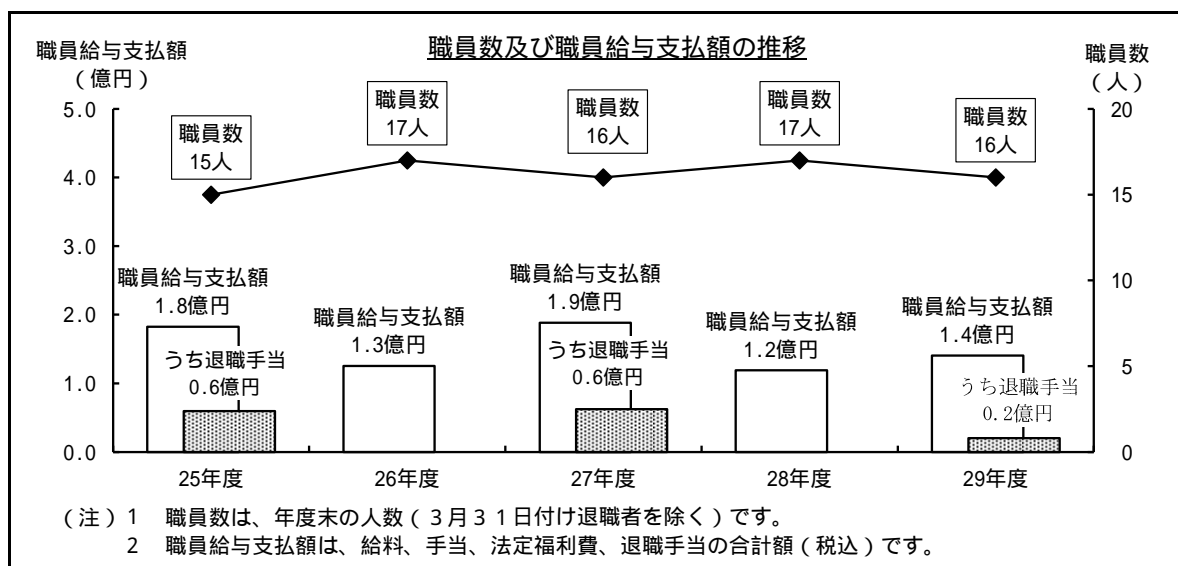 職員数及び職員給与支払額の推移
職員給与支払額
（億円）
職員数
（人）
5.0
4.0
3.0
2.0
1.0
0.0
20
15
10
5
0
職員数
15人
職員数
17人
職員数
16人
職員数
17人
職員数
16人
職員給与支払額
1.8億円
うち退職手当
0.6億円
職員給与支払額
1.3億円
職員給与支払額
1.9億円
うち退職手当
0.6億円
職員給与支払額
1.2億円
職員給与支払額
1.4億円
うち退職手当
0.2億円
25年度
26年度
27年度
28年度
29年度
（注）1　職員数は、年度末の人数（３月３１日付け退職者を除く）です。
2　職員給与支払額は、給料、手当、法定福利費、退職手当の合計額（税込）です。